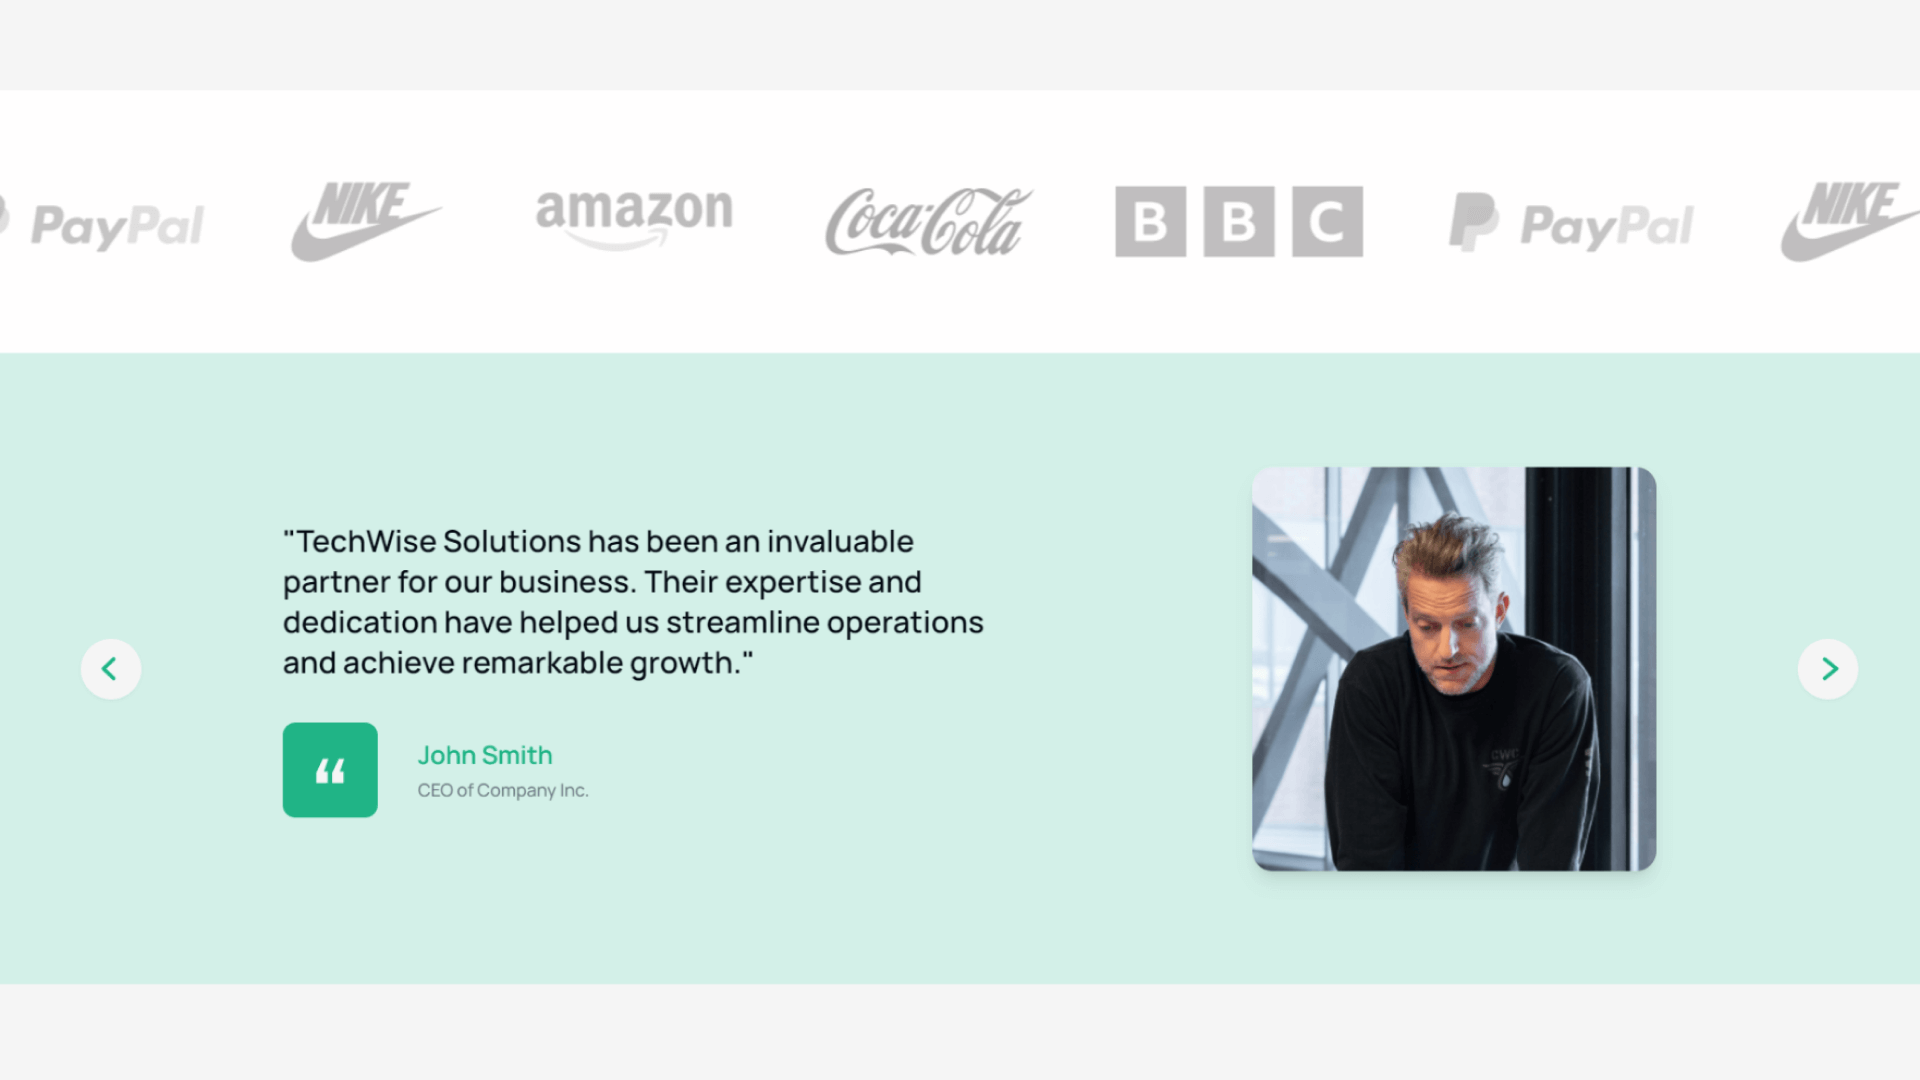 PayPal NIKE amazon Coca-Cola BBC PayPal NIKE
"TechWise Solutions has been an invaluable
partner for our business. Their expertise and
dedication have helped us streamline operations
and achieve remarkable growth."
John Smith
CEO of Company Inc.
CWC